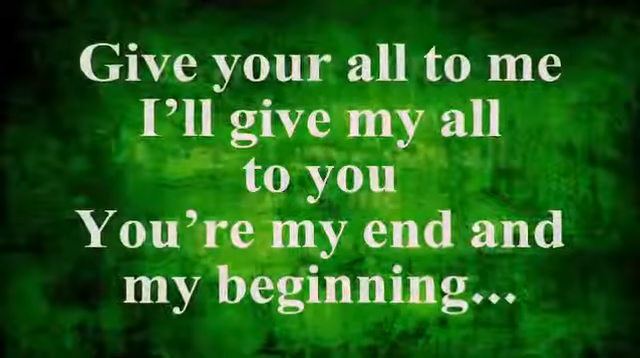 Give your all to me
I’ll give my all
to you
You’re my end and
my beginning...